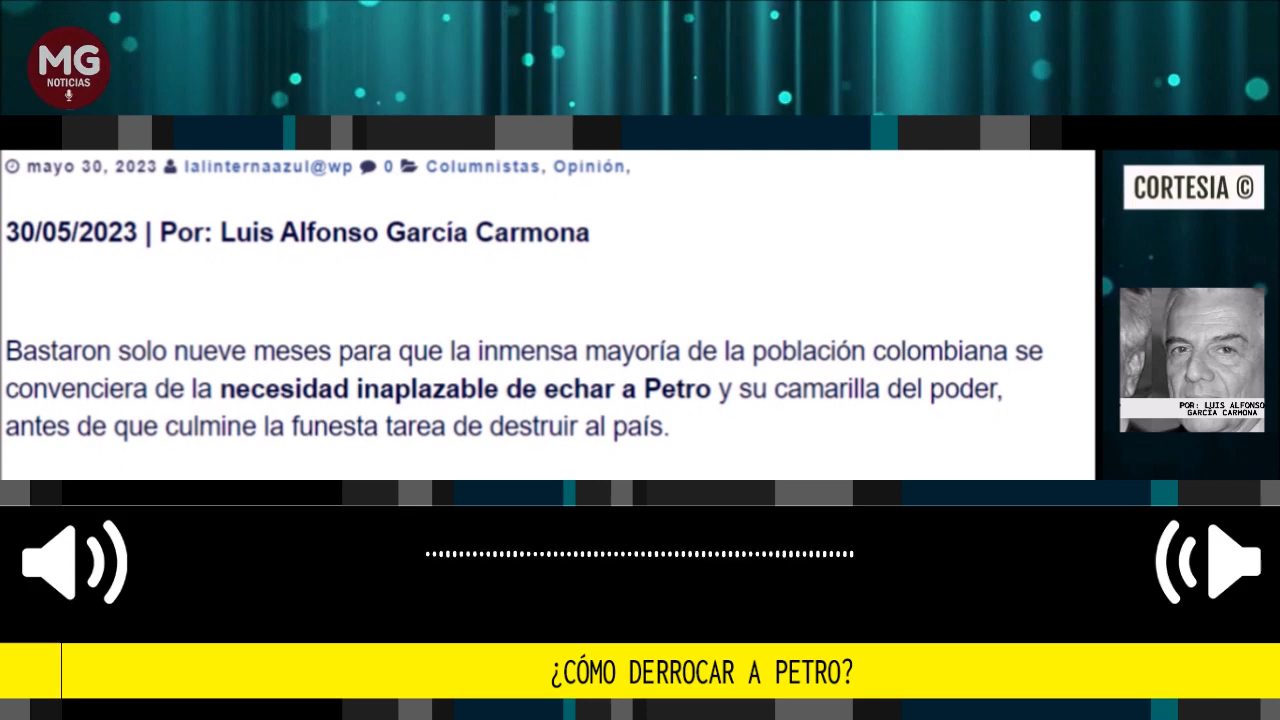 MG
NOTICIAS
mayo 30, 2023 lalinternaazul@wp 0 Columnistas, Opinión,
CORTESIA ©
30/05/2023 | Por: Luis Alfonso García Carmona
Bastaron solo nueve meses para que la inmensa mayoría de la población colombiana se
convenciera de la necesidad inaplazable de echar a Petro y su camarilla del poder,
antes de que culmine la funesta tarea de destruir al país.
POR: LUIS ALFONSO
GARCÍA CARMONA
¿CÓMO DERROCAR A PETRO?